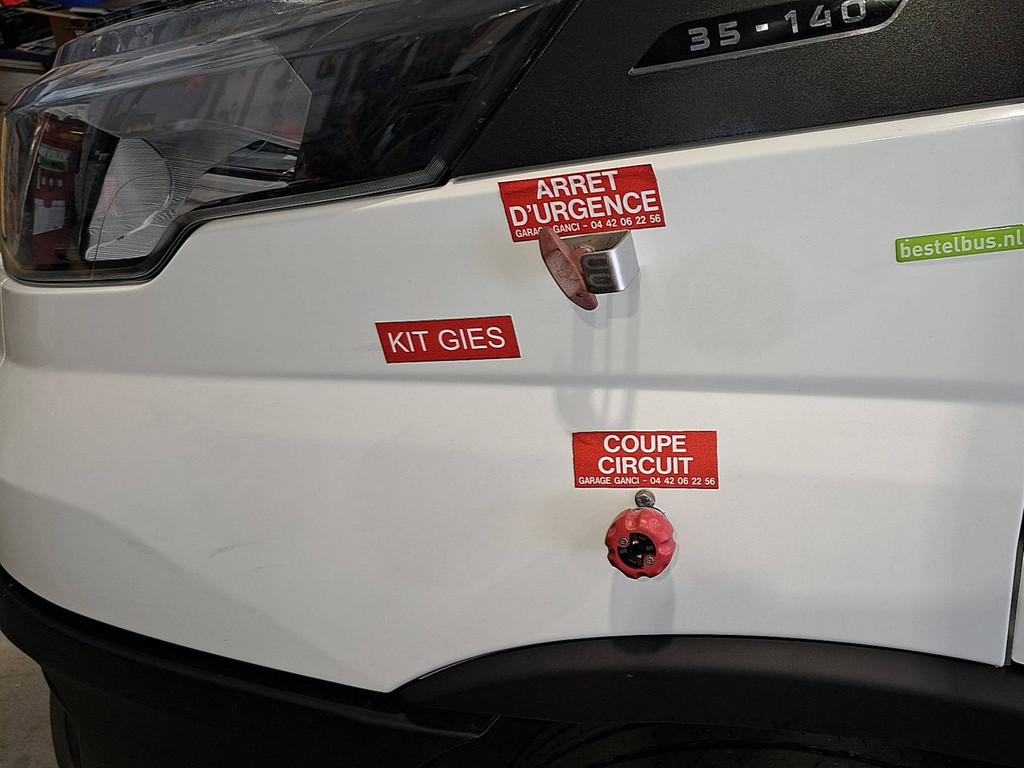 35-140
ARRET
D'URGENCE
GARAGE GANCI - 04 42 06 22 56
bestelbus.nl
KIT GIES
COUPE
CIRCUIT
GARAGE GANCI - 04 42 06 22 56